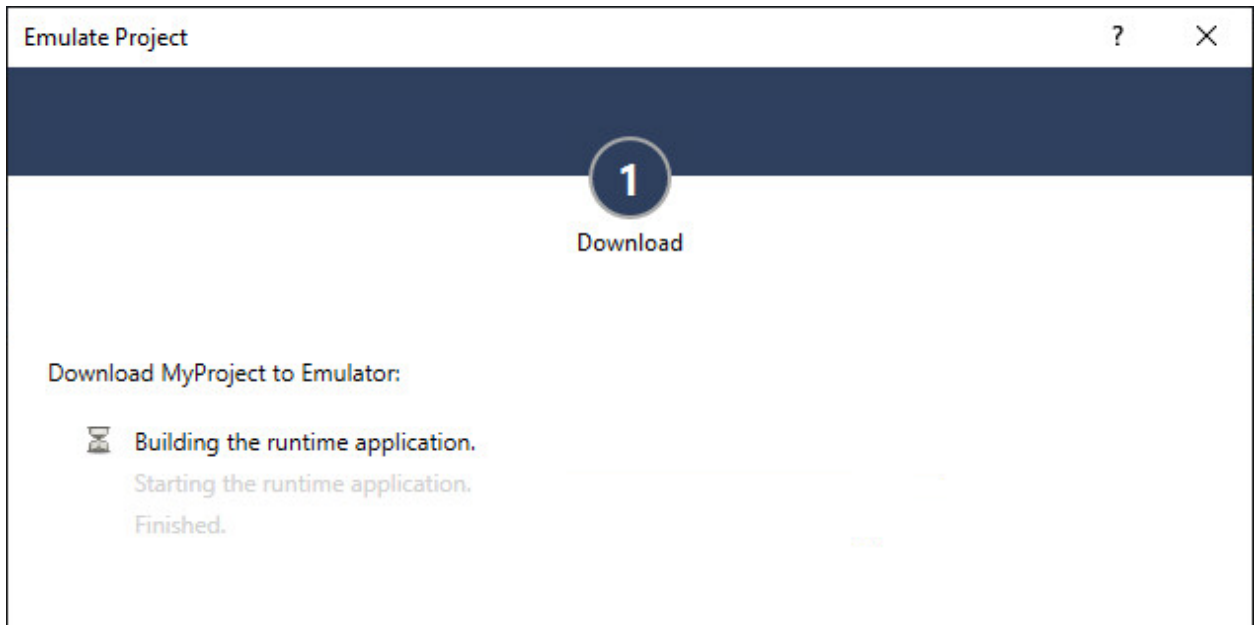 Emulate Project
?
1
Download
Download MyProject to Emulator:
Building the runtime application.
Starting the runtime application.
Finished.